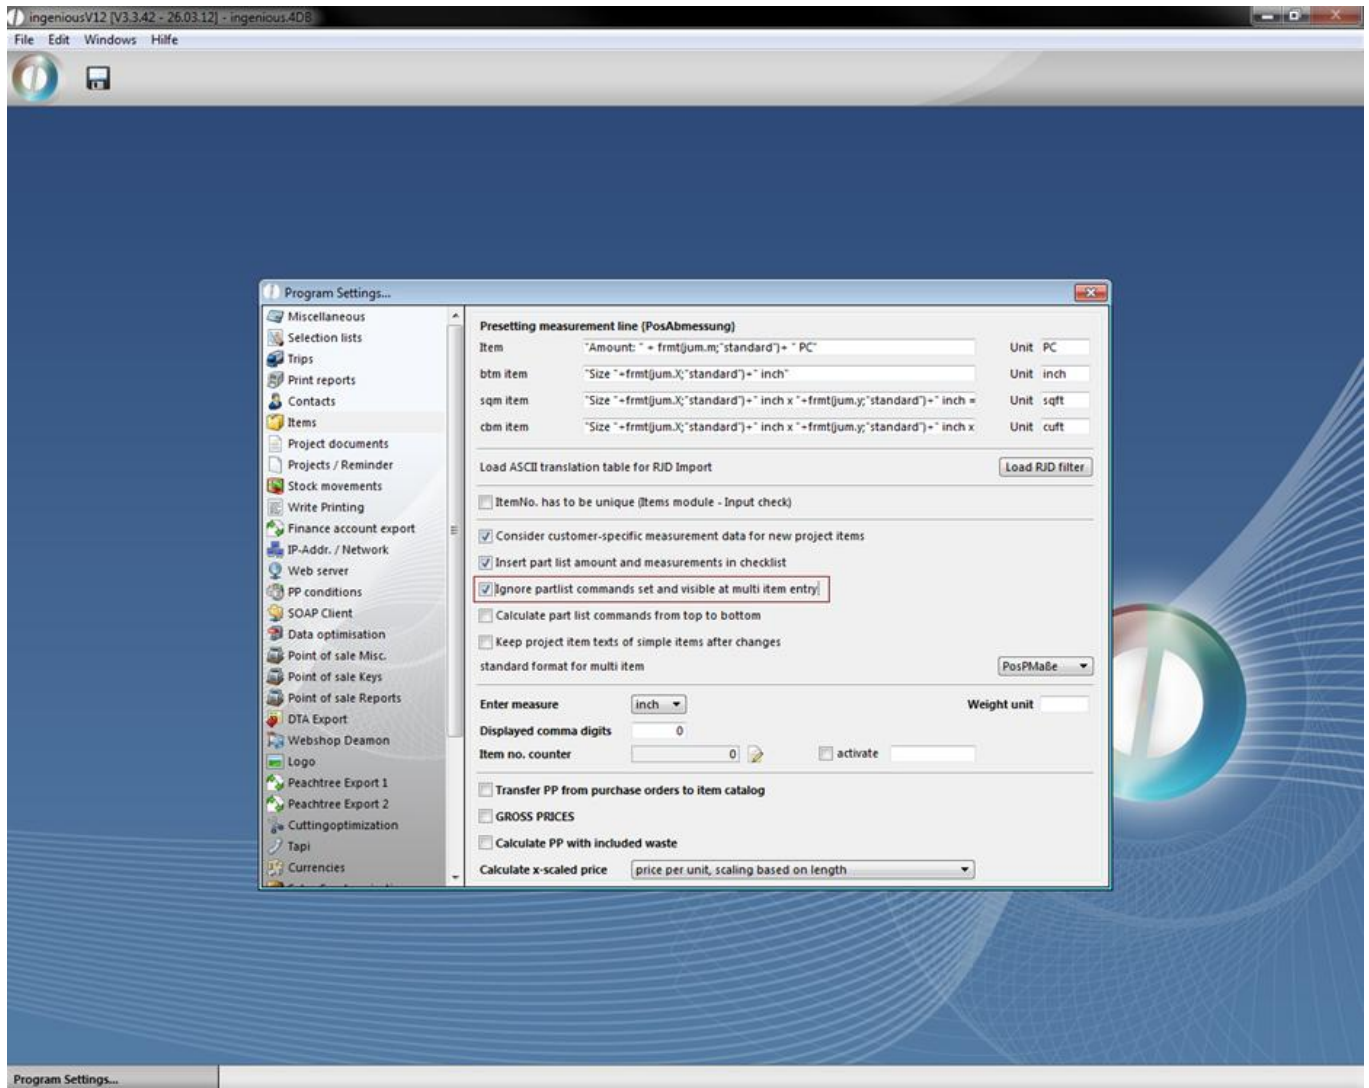 ingeniousV12 [V3.3.42 - 26.03.12] - ingenious.4DB
File Edit Windows Hilfe
Program Settings...
Miscellaneous
Selection lists
Trips
Print reports
Contacts
Items
Project documents
Projects / Reminder
Stock movements
Write Printing
Finance account export
IP-Addr. / Network
Web server
PP conditions
SOAP Client
Data optimisation
Point of sale Misc.
Point of sale Keys
Point of sale Reports
DTA Export
Webshop Deamon
Logo
Peachtree Export 1
Peachtree Export 2
Cuttingoptimization
Tapi
Currencies
Presetting measurement line (PosAbmessung)
Item "Amount: " + frmt(jum.m;"standard")+ " PC" Unit PC
btm item "Size "+frmt(jum.X;"standard")+" inch" Unit inch
sqm item "Size "+frmt(jum.X;"standard")+" inch x "+frmt(jum.y;"standard")+" inch = Unit sqft
cbm item "Size "+frmt(jum.X;"standard")+" inch x "+frmt(jum.y;"standard")+" inch x Unit cuft
Load ASCII translation table for RJD Import Load RJD filter
ItemNo. has to be unique (Items module - Input check)
Consider customer-specific measurement data for new project items
Insert part list amount and measurements in checklist
Ignore partlist commands set and visible at multi item entry
Calculate part list commands from top to bottom
Keep project item texts of simple items after changes
standard format for multi item PosPMaße
Enter measure inch Weight unit
Displayed comma digits 0
Item no. counter 0 activate
Transfer PP from purchase orders to item catalog
GROSS PRICES
Calculate PP with included waste
Calculate x-scaled price price per unit, scaling based on length
Program Settings...